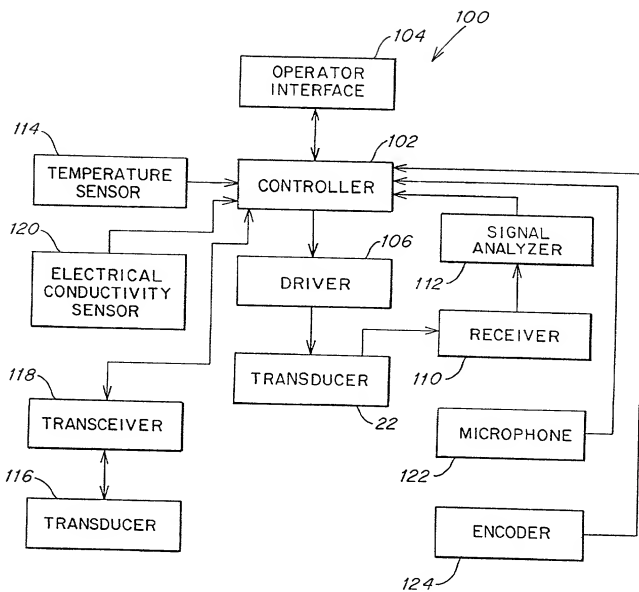 100
104
OPERATOR
INTERFACE
114
102
TEMPERATURE
SENSOR
CONTROLLER
120
106
SIGNAL
ANALYZER
112
ELECTRICAL
CONDUCTIVITY
SENSOR
DRIVER
RECEIVER
110
118
TRANSDUCER
22
TRANSCEIVER
MICROPHONE
122
116
TRANSDUCER
ENCODER
124